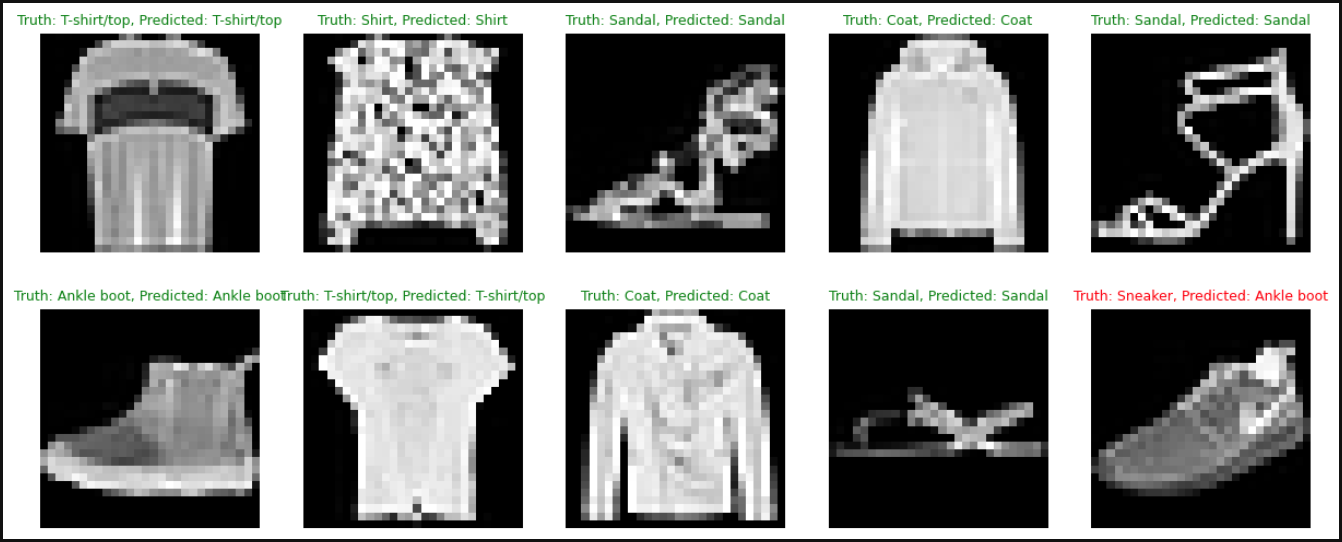 Truth: T-shirt/top, Predicted: T-shirt/top
Truth: Shirt, Predicted: Shirt
Truth: Sandal, Predicted: Sandal
Truth: Coat, Predicted: Coat
Truth: Sandal, Predicted: Sandal
Truth: Ankle boot, Predicted: Ankle boot
Truth: T-shirt/top, Predicted: T-shirt/top
Truth: Coat, Predicted: Coat
Truth: Sandal, Predicted: Sandal
Truth: Sneaker, Predicted: Ankle boot